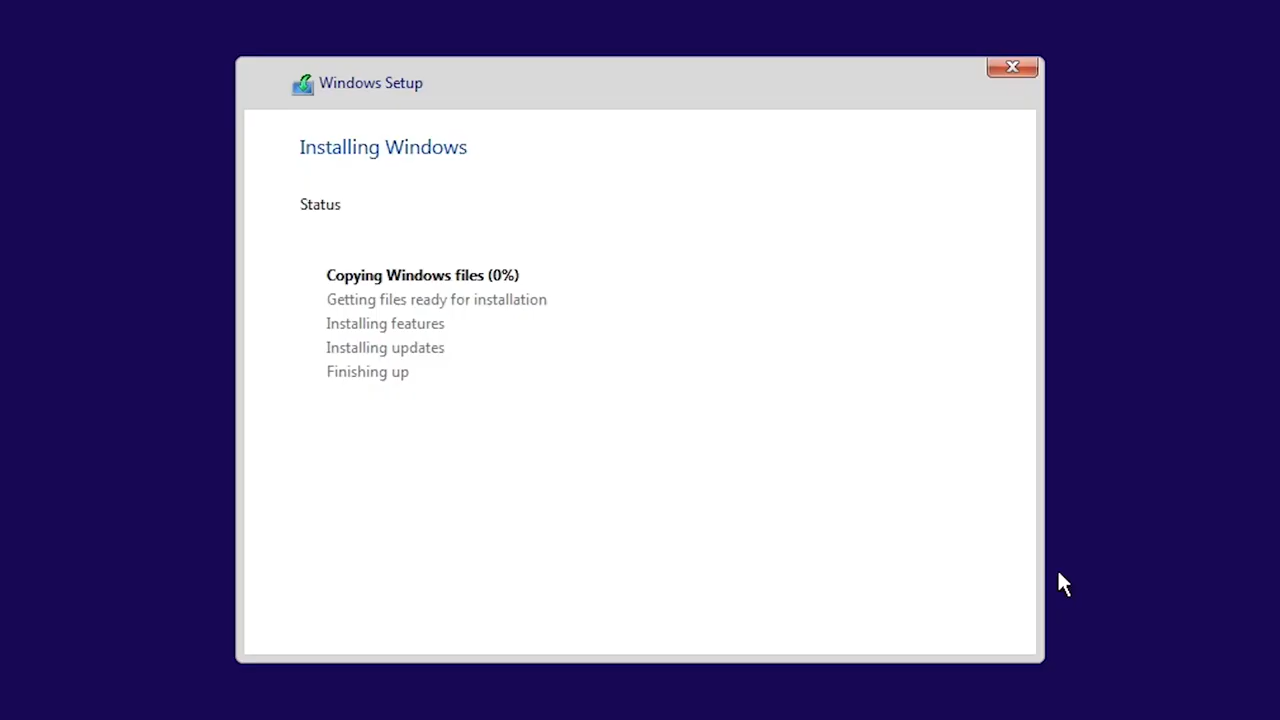 Windows Setup
Installing Windows
Status
Copying Windows files (0%)
Getting files ready for installation
Installing features
Installing updates
Finishing up